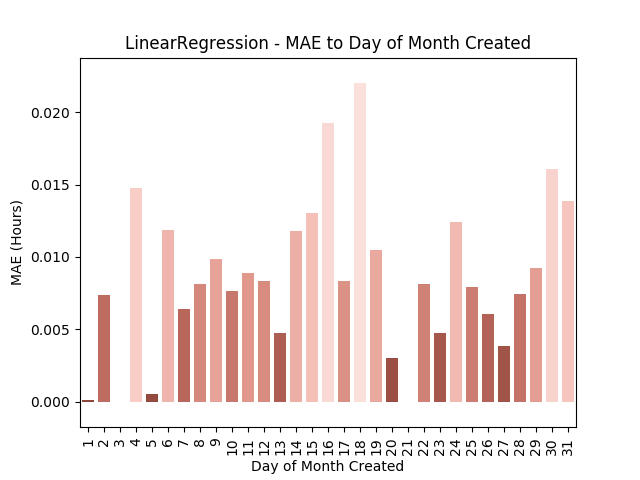 LinearRegression - MAE to Day of Month Created
MAE (Hours)
0.020
0.015
0.010
0.005
0.000
1 2 3 4 5 6 7 8 9 10 11 12 13 14 15 16 17 18 19 20 21 22 23 24 25 26 27 28 29 30 31
Day of Month Created